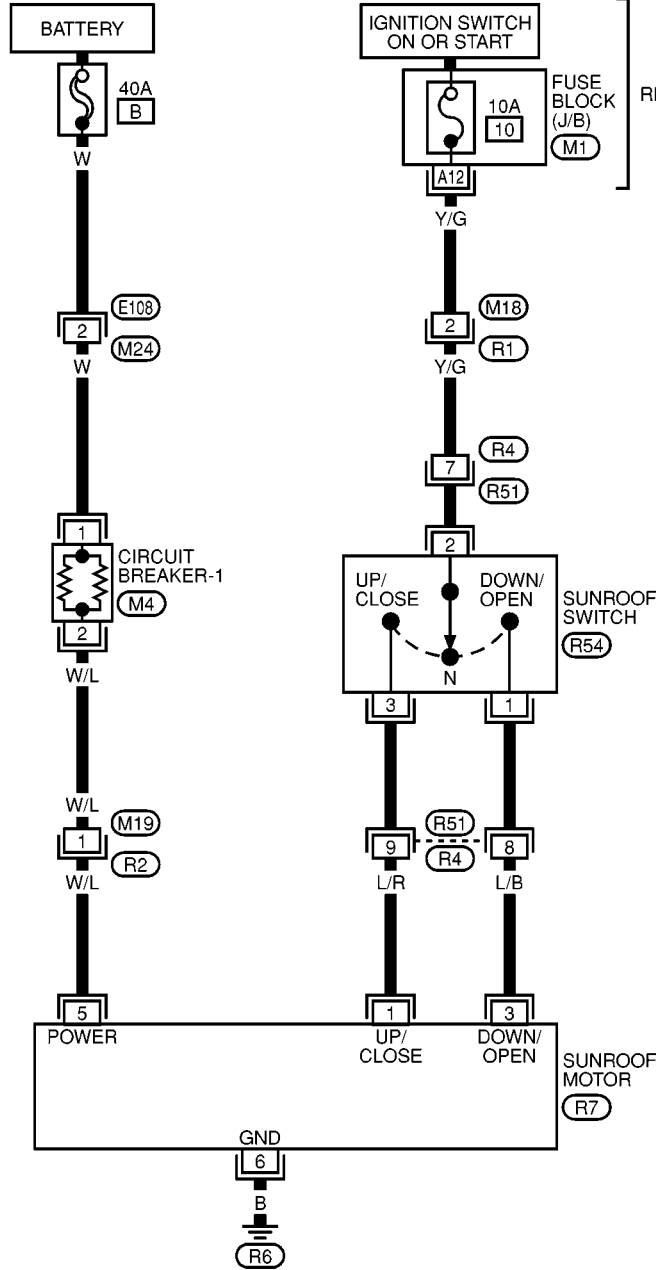 BATTERY
40A
B
W
2
E108
M24
W
1
CIRCUIT
BREAKER-1
M4
2
W/L
W/L
M19
1
R2
W/L
5
POWER
IGNITION SWITCH
ON OR START
10A
10
FUSE
BLOCK
(J/B)
M1
A12
Y/G
M18
2
R1
Y/G
R4
7
R51
2
UP/
CLOSE
DOWN/
OPEN
N
SUNROOF
SWITCH
R54
3
1
R51
9
8
R4
L/R
L/B
1
3
UP/
CLOSE
DOWN/
OPEN
SUNROOF
MOTOR
R7
GND
6
B
R6